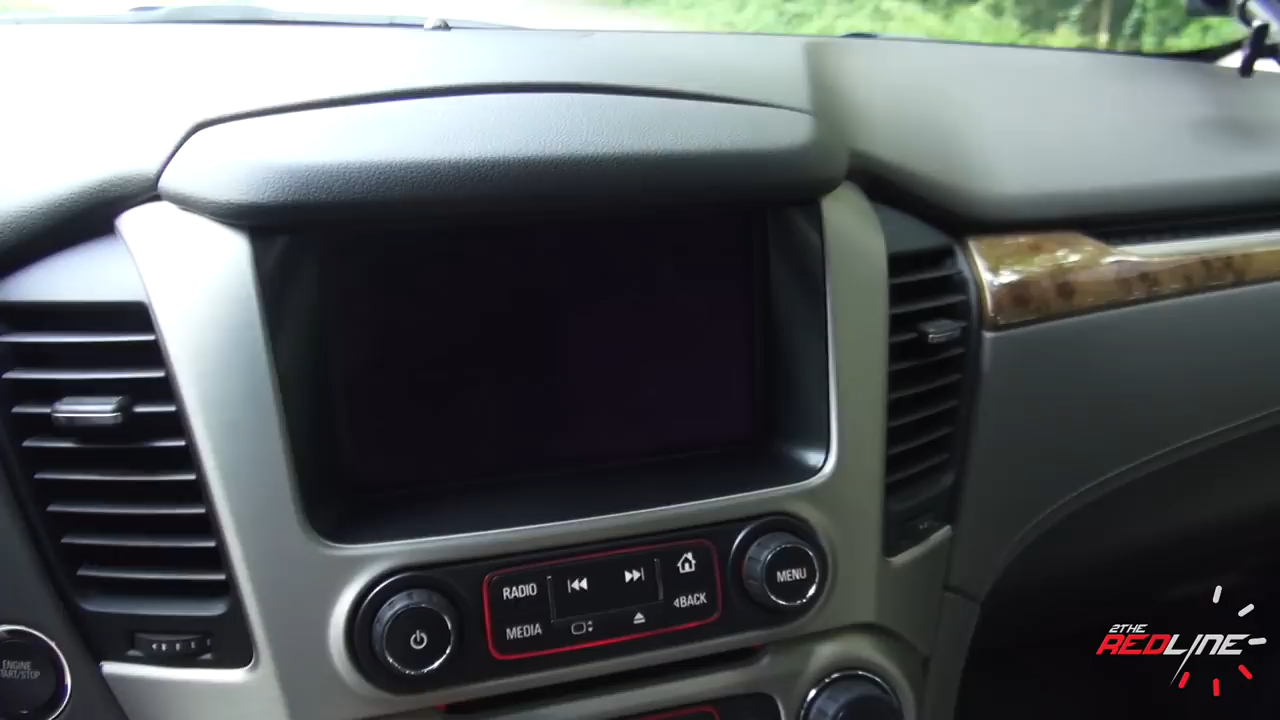 RADIO
MEDIA
BACK
MENU
ENGINE
START/STOP
2THE
REDLINE